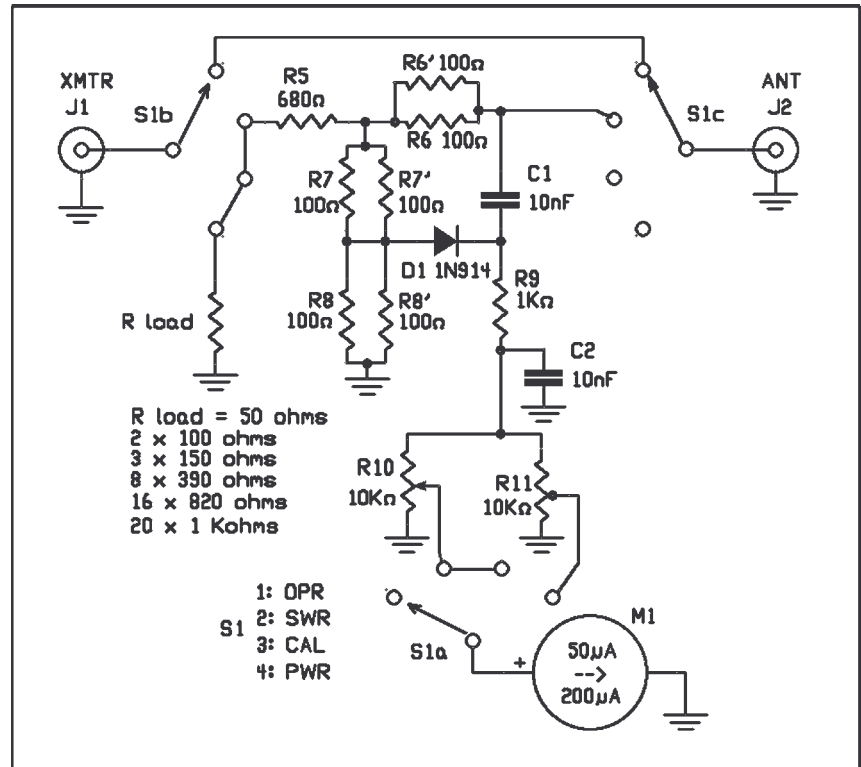 XMTR
J1
S1b
R5
680Ω
R6' 100Ω
R6 100Ω
S1c
ANT
J2
R7
100Ω
R7'
100Ω
C1
10nF
D1 1N914
R8
100Ω
R8'
100Ω
R9
1KΩ
R load
C2
10nF
R load = 50 ohms
2 x 100 ohms
3 x 150 ohms
8 x 390 ohms
16 x 820 ohms
20 x 1 Kohms
R10
10KΩ
R11
10KΩ
S1
1: OPR
2: SWR
3: CAL
4: PWR
S1a
+
M1
50µA
-->
200µA